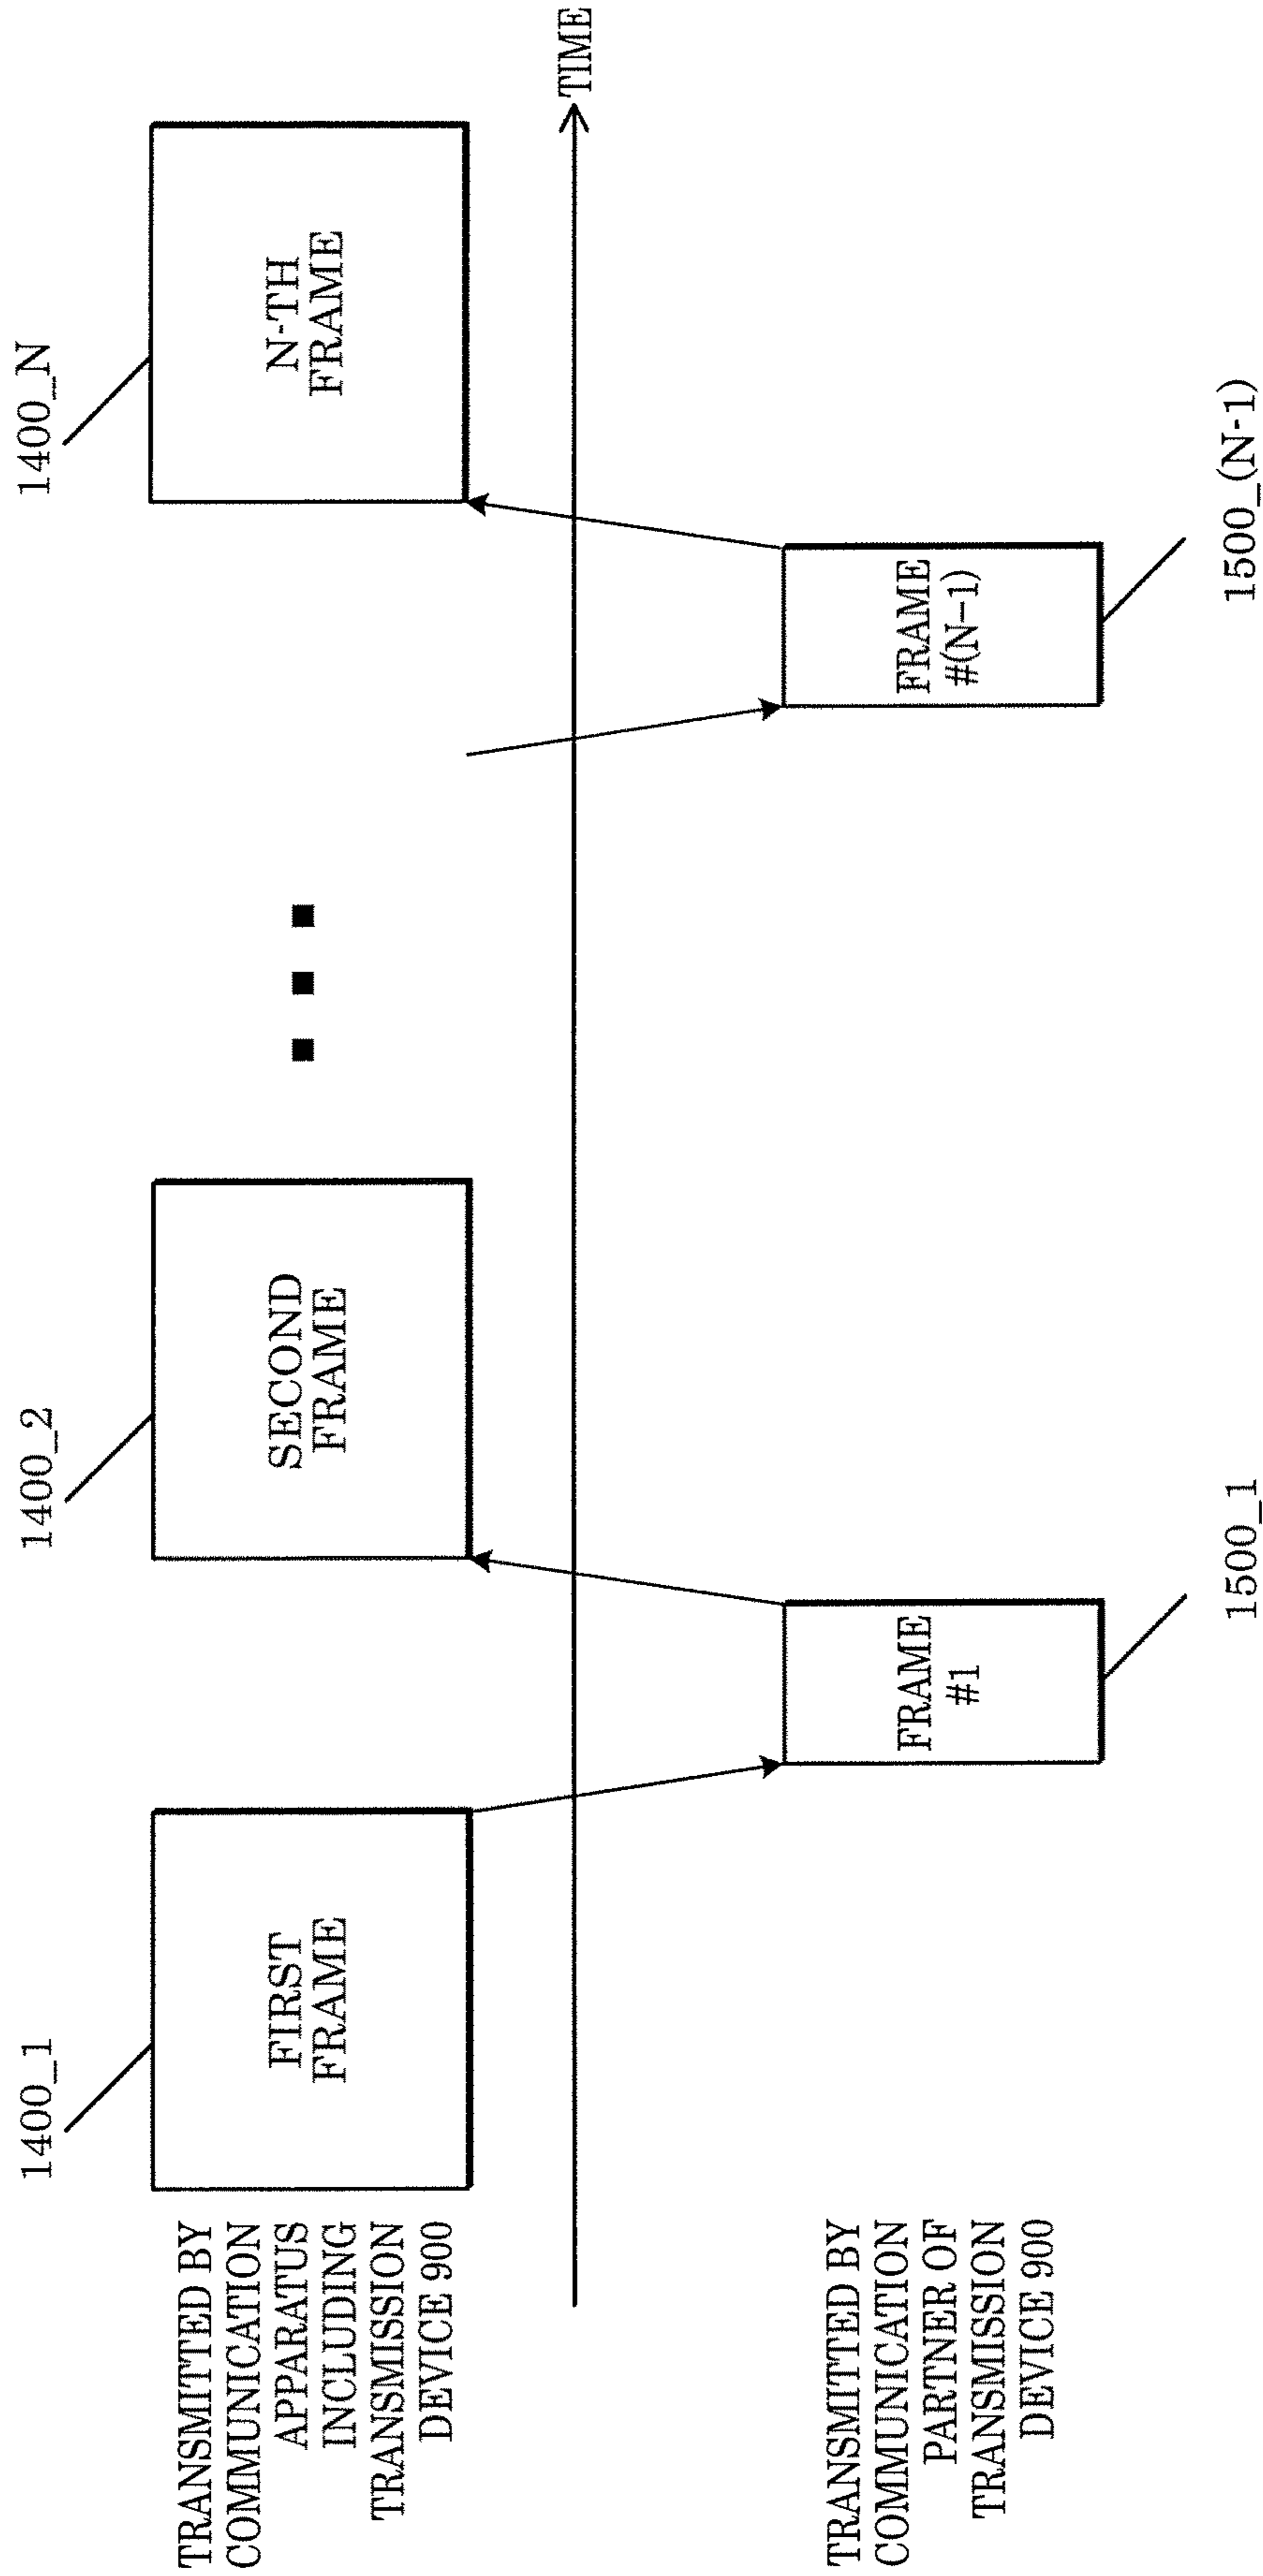 1400_1
1400_2
1400_N
TRANSMITTED BY
COMMUNICATION
APPARATUS
INCLUDING
TRANSMISSION
DEVICE 900
FIRST
FRAME
SECOND
FRAME
N-TH
FRAME
TIME
TRANSMITTED BY
COMMUNICATION
PARTNER OF
TRANSMISSION
DEVICE 900
FRAME
#1
FRAME
#(N−1)
1500_1
1500_(N-1)